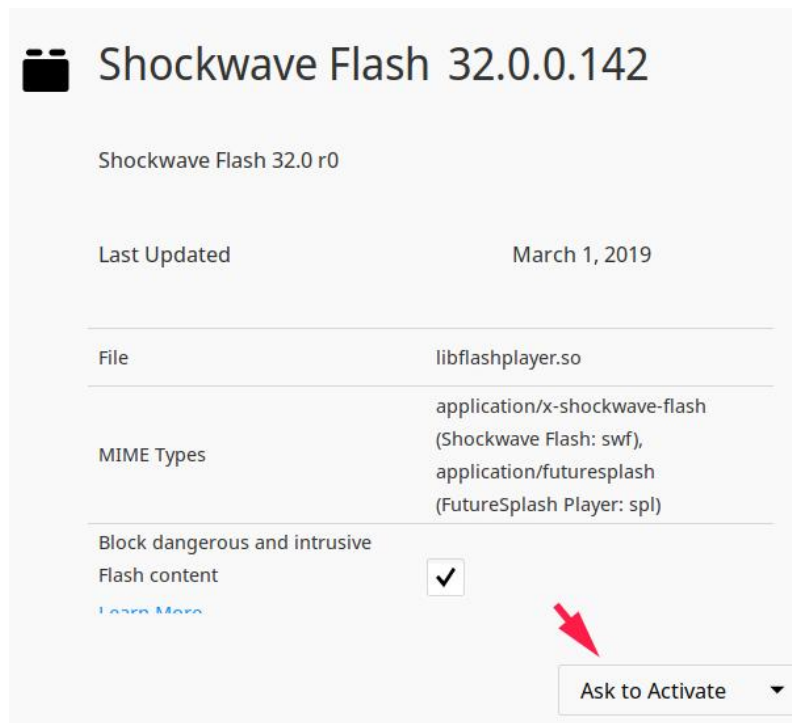 Shockwave Flash 32.0.0.142
Shockwave Flash 32.0 r0
Last Updated March 1, 2019
File libflashplayer.so
MIME Types
application/x-shockwave-flash
(Shockwave Flash: swf),
application/futuresplash
(FutureSplash Player: spl)
Block dangerous and intrusive
Flash content
Learn More
Ask to Activate